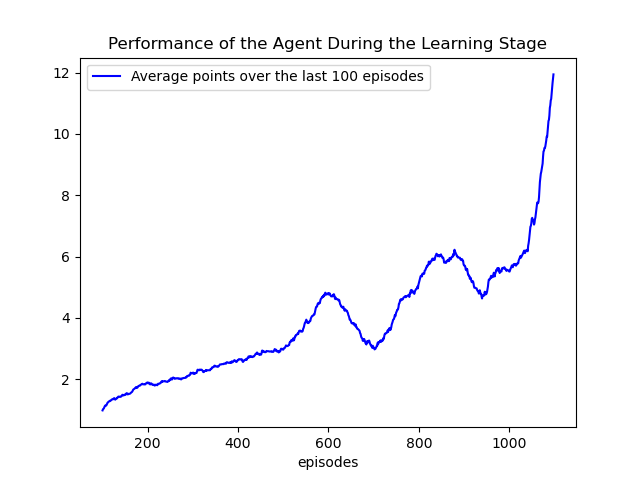 Performance of the Agent During the Learning Stage
Average points over the last 100 episodes
12
10
8
6
4
2
200 400 600 800 1000
episodes